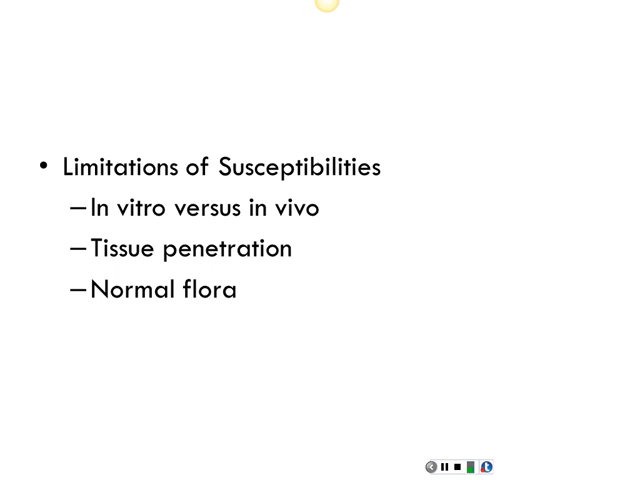 • Limitations of Susceptibilities
–In vitro versus in vivo
–Tissue penetration
–Normal flora
t